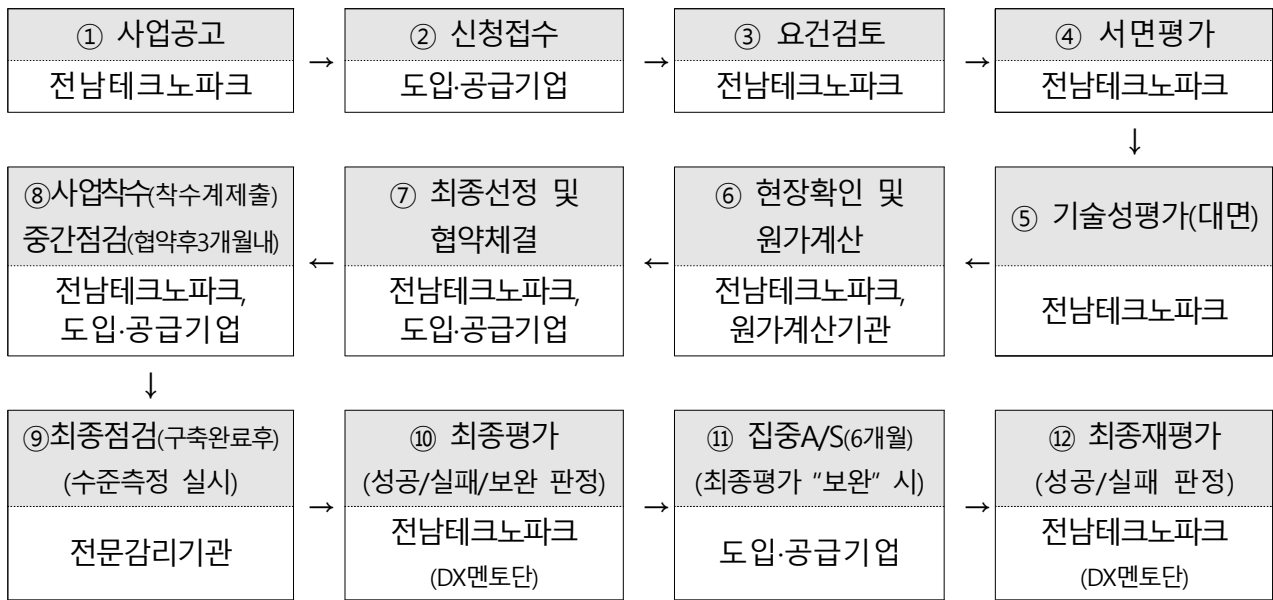 ① 사업공고
전남테크노파크
→
② 신청접수
도입·공급기업
→
③ 요건검토
전남테크노파크
→
④ 서면평가
전남테크노파크
↓
⑤ 기술성평가(대면)
전남테크노파크
←
⑥ 현장확인 및
원가계산
전남테크노파크,
원가계산기관
←
⑦ 최종선정 및
협약체결
전남테크노파크,
도입·공급기업
←
⑧사업착수(착수계제출)
중간점검(협약후3개월내)
전남테크노파크,
도입·공급기업
↓
⑨최종점검(구축완료후)
(수준측정 실시)
전문감리기관
→
⑩ 최종평가
(성공/실패/보완 판정)
전남테크노파크
(DX멘토단)
→
⑪ 집중A/S(6개월)
(최종평가 “보완” 시)
도입·공급기업
→
⑫ 최종재평가
(성공/실패 판정)
전남테크노파크
(DX멘토단)